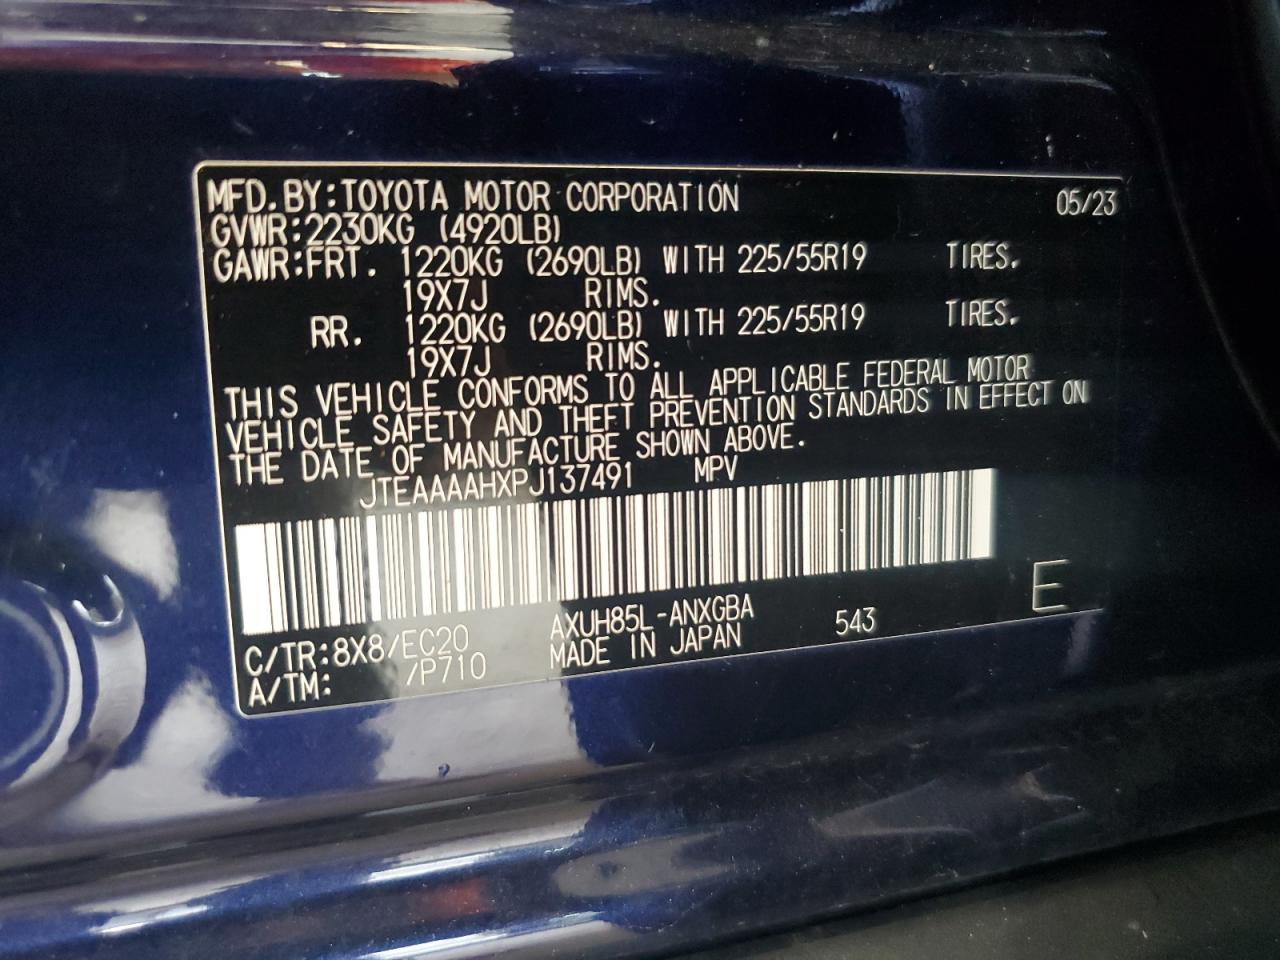 MFD.BY:TOYOTA MOTOR CORPORATION 05/23
GVWR:2230KG (4920LB)
GAWR:FRT. 1220KG (2690LB) WITH 225/55R19 TIRES.
19X7J RIMS.
RR. 1220KG (2690LB) WITH 225/55R19 TIRES.
19X7J RIMS.
THIS VEHICLE CONFORMS TO ALL APPLICABLE FEDERAL MOTOR
VEHICLE SAFETY AND THEFT PREVENTION STANDARDS IN EFFECT ON
THE DATE OF MANUFACTURE SHOWN ABOVE.
JTEAAAAHXPJ137491 MPV
C/TR:8X8/EC20 AXUH85L-ANXGBA 543 E
A/TM: /P710 MADE IN JAPAN